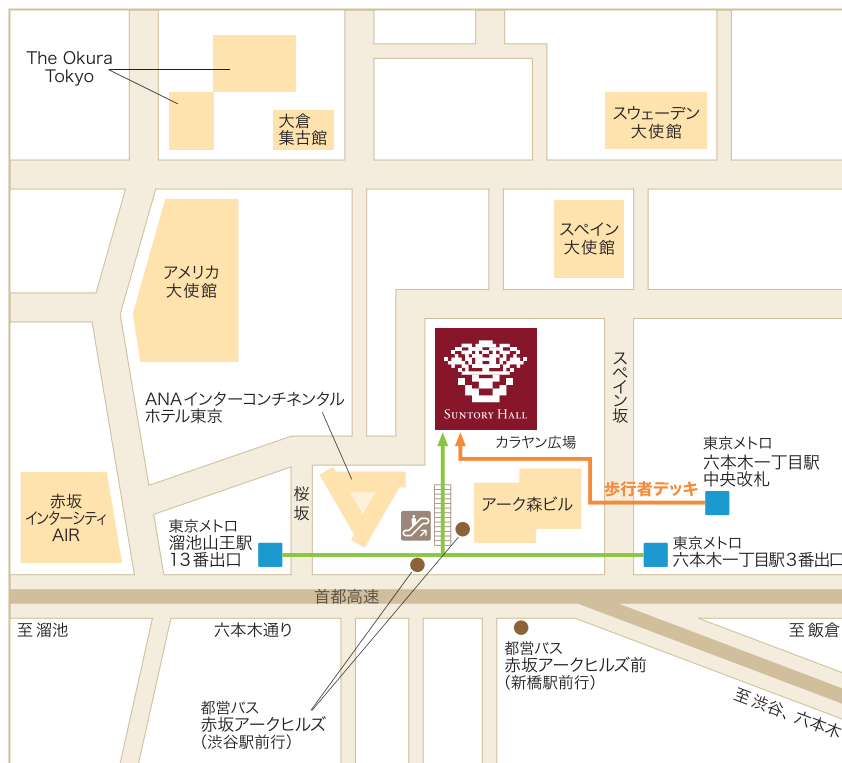 The Okura
Tokyo
大倉
集古館
スウェーデン
大使館
スペイン
大使館
アメリカ
大使館
SUNTORY HALL
スペイン坂
ANAインターコンチネンタル
ホテル東京
カラヤン広場
東京メトロ
六本木一丁目駅
中央改札
歩行者デッキ
赤坂
インターシティ
AIR
桜坂
アーク森ビル
東京メトロ
溜池山王駅
13番出口
東京メトロ
六本木一丁目駅3番出口
首都高速
至 溜池
六本木通り
至 飯倉
都営バス
赤坂アークヒルズ前
(新橋駅前行)
都営バス
赤坂アークヒルズ
(渋谷駅前行)
至 渋谷、六本木